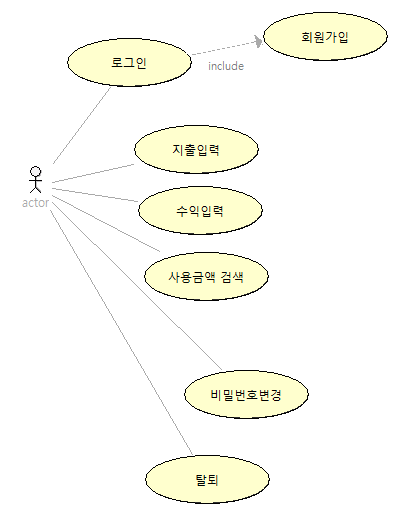 회원가입
로그인
include
지출입력
수익입력
actor
사용금액 검색
비밀번호변경
탈퇴